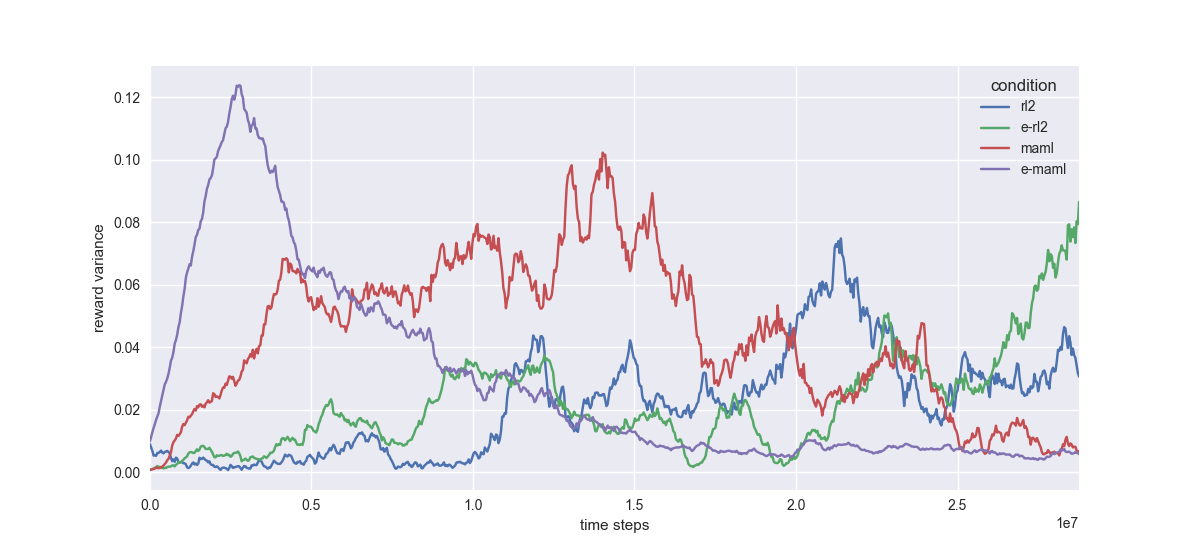 condition
rl2
e-rl2
maml
e-maml
reward variance
0.12
0.10
0.08
0.06
0.04
0.02
0.00
0.0 0.5 1.0 1.5 2.0 2.5
1e7
time steps